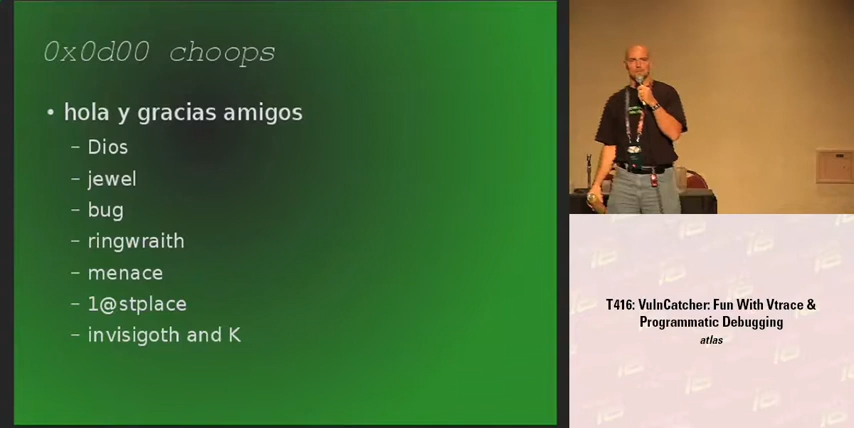 0x0d00 choops
• hola y gracias amigos
– Dios
– jewel
– bug
– ringwraith
– menace
– 1@stplace
– invisigoth and K
T416: VulnCatcher: Fun With Vtrace &
Programmatic Debugging
atlas